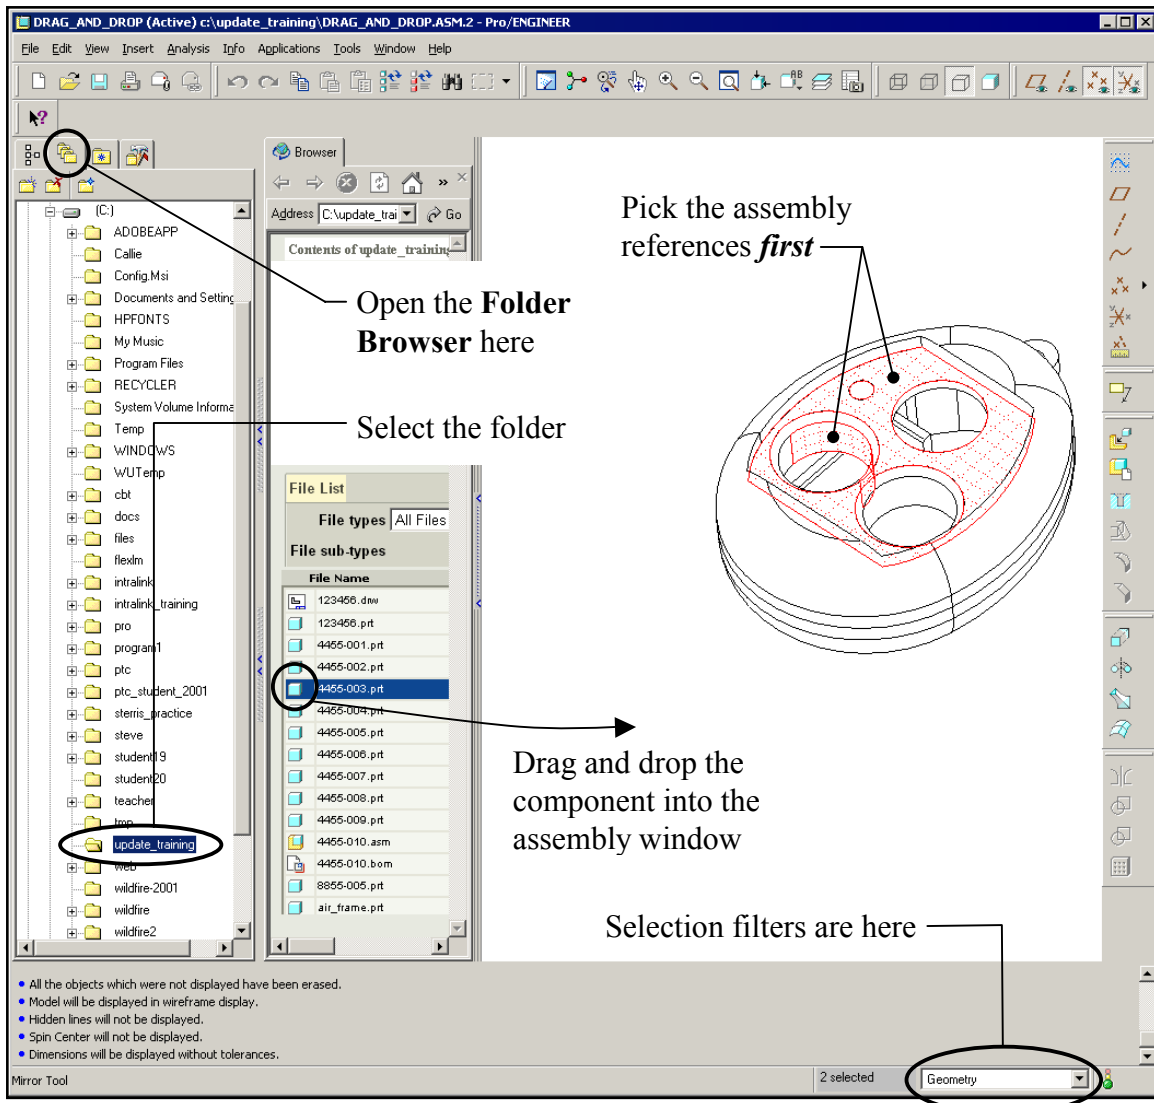 DRAG_AND_DROP (Active) c:\update_training\DRAG_AND_DROP.ASM.2 - Pro/ENGINEER
File Edit View Insert Analysis Info Applications Tools Window Help
Browser
Address C:\update_trai Go
Contents of update_training
(C:)
ADOBEAPP
Callie
Config.Msi
Documents and Setting
HPFONTS
My Music
Program Files
RECYCLER
System Volume Informa
Temp
WINDOWS
WUTemp
cbt
docs
files
flexlm
intralink
intralink_training
pro
program1
ptc
ptc_student_2001
sterris_practice
steve
student19
student20
teacher
tmp
update_training
web
wildfire-2001
wildfire
wildfire2
Pick the assembly
references first
Open the Folder
Browser here
Select the folder
File List
File types All Files
File sub-types
File Name
123456.drw
123456.prt
4455-001.prt
4455-002.prt
4455-003.prt
4455-004.prt
4455-005.prt
4455-006.prt
4455-007.prt
4455-008.prt
4455-009.prt
4455-010.asm
4455-010.bom
8855-005.prt
air_frame.prt
Drag and drop the
component into the
assembly window
Selection filters are here
• All the objects which were not displayed have been erased.
• Model will be displayed in wireframe display.
• Hidden lines will not be displayed.
• Spin Center will not be displayed.
• Dimensions will be displayed without tolerances.
Mirror Tool
2 selected
Geometry